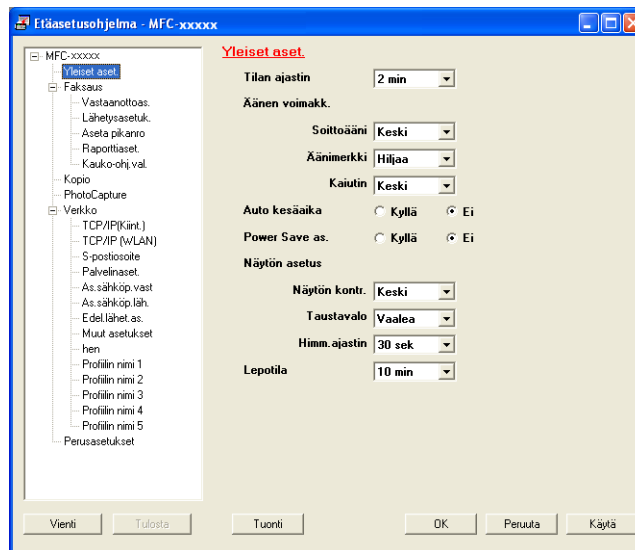 Etäasetusohjelma - MFC-xxxxx
MFC-xxxxx
Yleiset aset.
Faksaus
Vastaanottoas.
Lähetysasetuk.
Aseta pikanro
Raporttiaset.
Kauko-ohj.val.
Kopio
PhotoCapture
Verkko
TCP/IP(Kiint.)
TCP/IP (WLAN)
S-postiosoite
Palvelinaset.
As.sähköp.vast
As.sähköp.läh.
Edel.lähet.as.
Muut asetukset
hen
Profiilin nimi 1
Profiilin nimi 2
Profiilin nimi 3
Profiilin nimi 4
Profiilin nimi 5
Perusasetukset
Yleiset aset.
Tilan ajastin 2 min
Äänen voimakk.
Soittoääni Keski
Äänimerkki Hiljaa
Kaiutin Keski
Auto kesäaika Kyllä Ei
Power Save as. Kyllä Ei
Näytön asetus
Näytön kontr. Keski
Taustavalo Vaalea
Himm.ajastin 30 sek
Lepotila 10 min
Vienti Tulosta Tuonti OK Peruuta Käytä